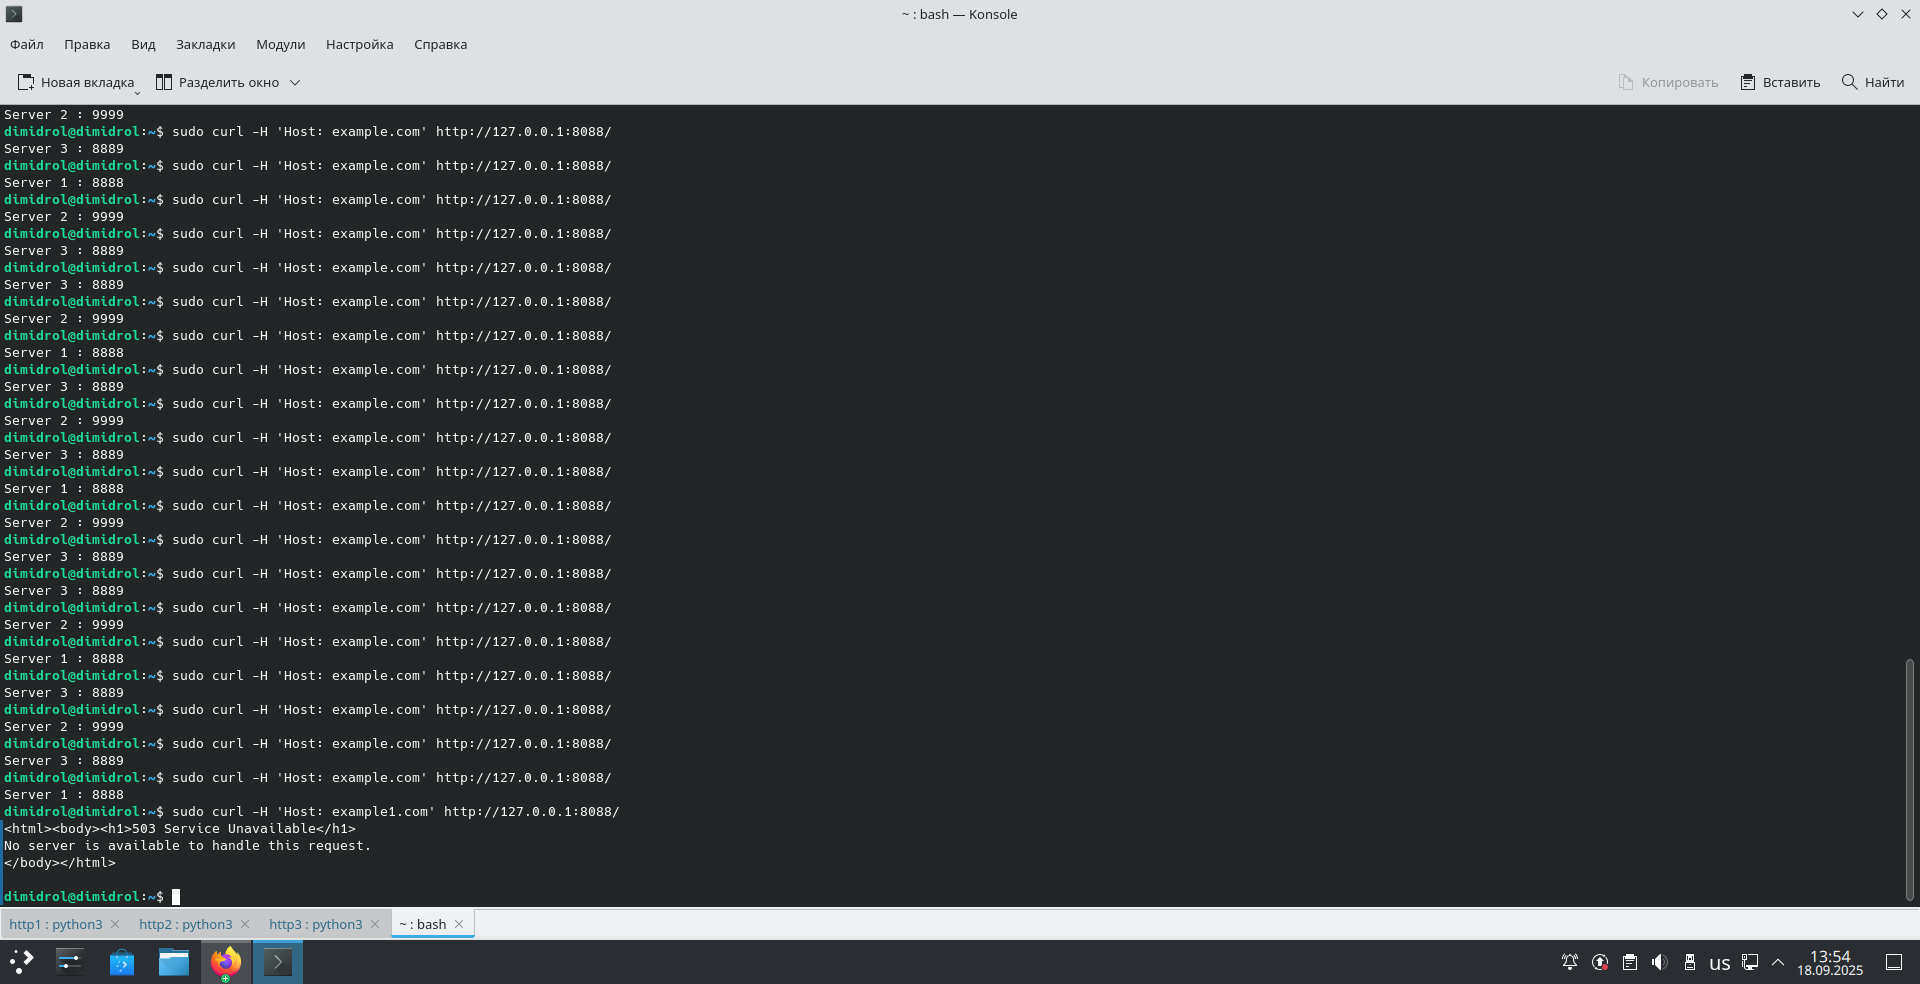 ~ : bash — Konsole
Файл Правка Вид Закладки Модули Настройка Справка
Новая вкладка Разделить окно Копировать Вставить Найти
Server 2 : 9999
dimidrol@dimidrol:~$ sudo curl -H 'Host: example.com' http://127.0.0.1:8088/
Server 3 : 8889
dimidrol@dimidrol:~$ sudo curl -H 'Host: example.com' http://127.0.0.1:8088/
Server 1 : 8888
dimidrol@dimidrol:~$ sudo curl -H 'Host: example.com' http://127.0.0.1:8088/
Server 2 : 9999
dimidrol@dimidrol:~$ sudo curl -H 'Host: example.com' http://127.0.0.1:8088/
Server 3 : 8889
dimidrol@dimidrol:~$ sudo curl -H 'Host: example.com' http://127.0.0.1:8088/
Server 3 : 8889
dimidrol@dimidrol:~$ sudo curl -H 'Host: example.com' http://127.0.0.1:8088/
Server 2 : 9999
dimidrol@dimidrol:~$ sudo curl -H 'Host: example.com' http://127.0.0.1:8088/
Server 1 : 8888
dimidrol@dimidrol:~$ sudo curl -H 'Host: example.com' http://127.0.0.1:8088/
Server 3 : 8889
dimidrol@dimidrol:~$ sudo curl -H 'Host: example.com' http://127.0.0.1:8088/
Server 2 : 9999
dimidrol@dimidrol:~$ sudo curl -H 'Host: example.com' http://127.0.0.1:8088/
Server 3 : 8889
dimidrol@dimidrol:~$ sudo curl -H 'Host: example.com' http://127.0.0.1:8088/
Server 1 : 8888
dimidrol@dimidrol:~$ sudo curl -H 'Host: example.com' http://127.0.0.1:8088/
Server 2 : 9999
dimidrol@dimidrol:~$ sudo curl -H 'Host: example.com' http://127.0.0.1:8088/
Server 3 : 8889
dimidrol@dimidrol:~$ sudo curl -H 'Host: example.com' http://127.0.0.1:8088/
Server 3 : 8889
dimidrol@dimidrol:~$ sudo curl -H 'Host: example.com' http://127.0.0.1:8088/
Server 2 : 9999
dimidrol@dimidrol:~$ sudo curl -H 'Host: example.com' http://127.0.0.1:8088/
Server 1 : 8888
dimidrol@dimidrol:~$ sudo curl -H 'Host: example.com' http://127.0.0.1:8088/
Server 3 : 8889
dimidrol@dimidrol:~$ sudo curl -H 'Host: example.com' http://127.0.0.1:8088/
Server 2 : 9999
dimidrol@dimidrol:~$ sudo curl -H 'Host: example.com' http://127.0.0.1:8088/
Server 3 : 8889
dimidrol@dimidrol:~$ sudo curl -H 'Host: example.com' http://127.0.0.1:8088/
Server 1 : 8888
dimidrol@dimidrol:~$ sudo curl -H 'Host: example1.com' http://127.0.0.1:8088/
<html><body><h1>503 Service Unavailable</h1>
No server is available to handle this request.
</body></html>
dimidrol@dimidrol:~$
http1 : python3 http2 : python3 http3 : python3 ~ : bash
us 13:54
18.09.2025